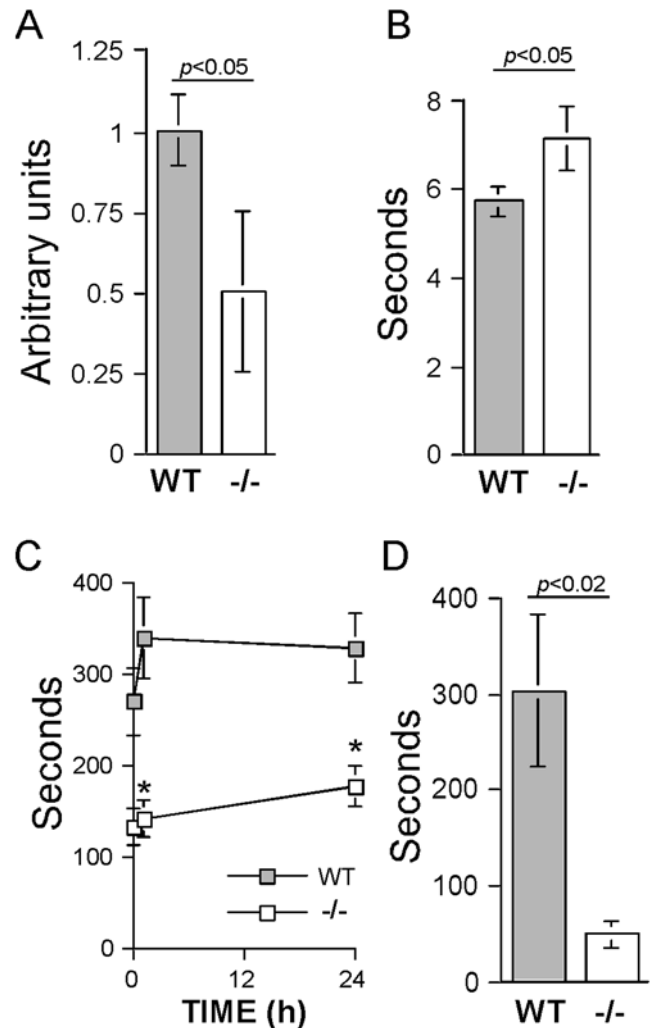 A
Arbitrary units
1.25
1
0.75
0.5
0.25
0
p<0.05
WT -/-
B
Seconds
8
6
4
2
0
p<0.05
WT -/-
C
Seconds
400
300
200
100
0
*
*
WT
-/-
0 12 24
TIME (h)
D
Seconds
400
300
200
100
0
p<0.02
WT -/-